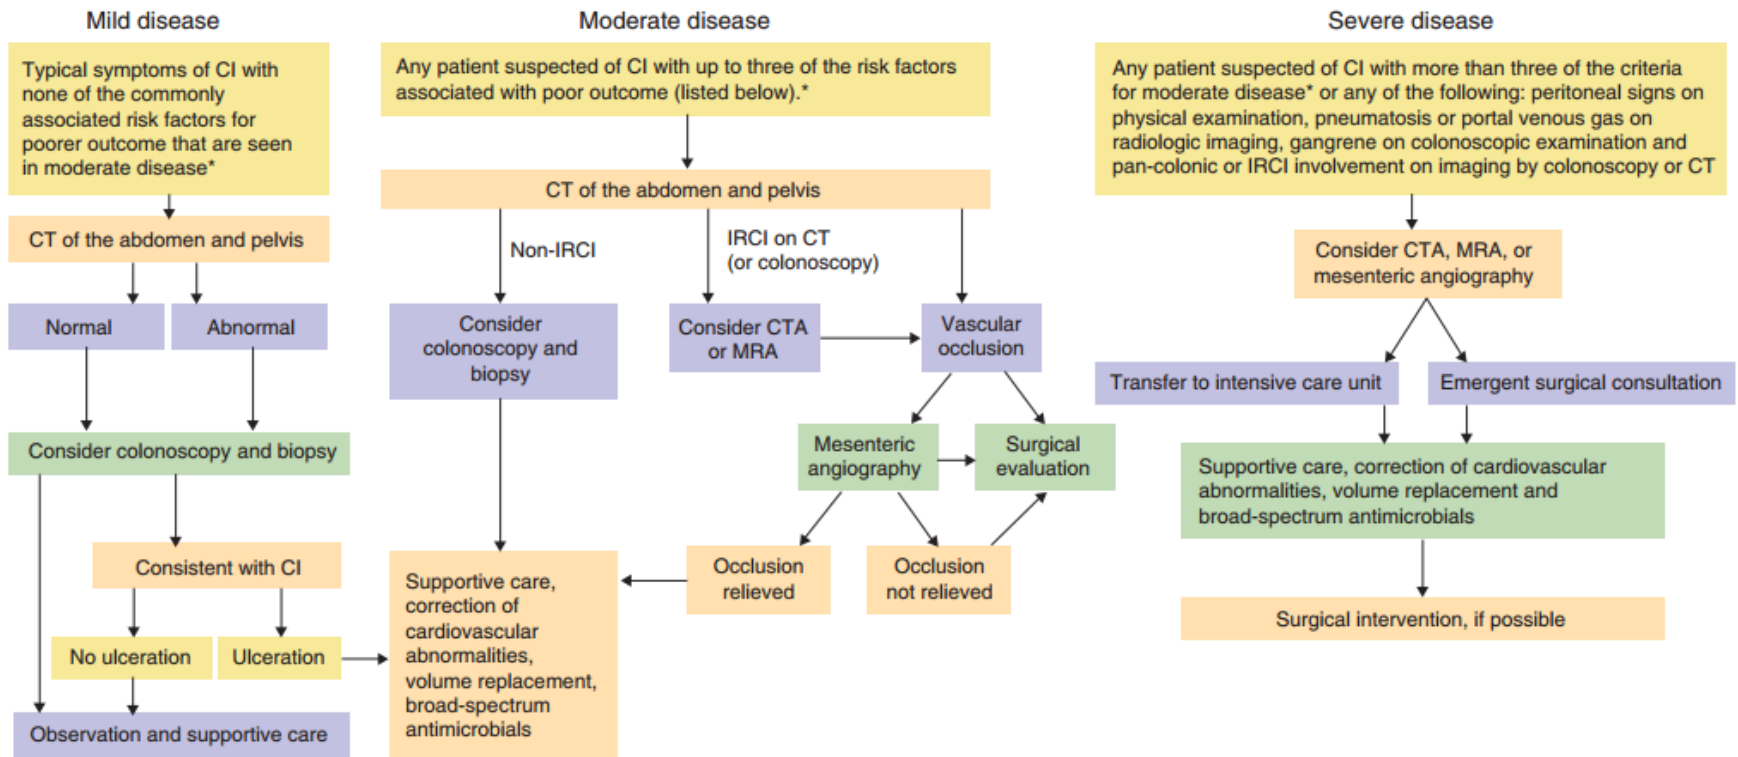 Mild disease
Typical symptoms of CI with
none of the commonly
associated risk factors for
poorer outcome that are seen
in moderate disease*
CT of the abdomen and pelvis
Normal
Abnormal
Consider colonoscopy and biopsy
Consistent with CI
No ulceration
Ulceration
Observation and supportive care
Moderate disease
Any patient suspected of CI with up to three of the risk factors
associated with poor outcome (listed below).*
CT of the abdomen and pelvis
Non-IRCI
IRCI on CT
(or colonoscopy)
Consider
colonoscopy and
biopsy
Consider CTA
or MRA
Vascular
occlusion
Mesenteric
angiography
Surgical
evaluation
Occlusion
relieved
Occlusion
not relieved
Supportive care,
correction of
cardiovascular
abnormalities,
volume replacement,
broad-spectrum
antimicrobials
Severe disease
Any patient suspected of CI with more than three of the criteria
for moderate disease* or any of the following: peritoneal signs on
physical examination, pneumatosis or portal venous gas on
radiologic imaging, gangrene on colonoscopic examination and
pan-colonic or IRCI involvement on imaging by colonoscopy or CT
Consider CTA, MRA, or
mesenteric angiography
Transfer to intensive care unit
Emergent surgical consultation
Supportive care, correction of cardiovascular
abnormalities, volume replacement and
broad-spectrum antimicrobials
Surgical intervention, if possible